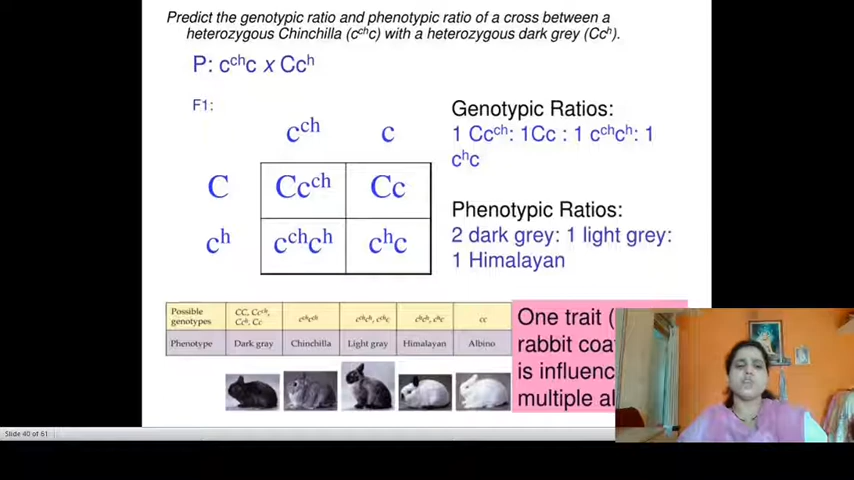 Predict the genotypic ratio and phenotypic ratio of a cross between a
heterozygous Chinchilla (cᶜʰc) with a heterozygous dark grey (Ccʰ).
P: cᶜʰc x Ccʰ
F1:
cᶜʰ c
C Ccᶜʰ Cc
cʰ cᶜʰcʰ cʰc
Genotypic Ratios:
1 Ccᶜʰ: 1Cc : 1 cᶜʰcʰ: 1
cʰc
Phenotypic Ratios:
2 dark grey: 1 light grey:
1 Himalayan
Possible
genotypes
CC, Ccᶜʰ,
Ccʰ, Cc
cᶜʰcᶜʰ
cᶜʰcʰ, cᶜʰc
cʰcʰ, cʰc
cc
Phenotype Dark gray Chinchilla Light gray Himalayan Albino
One trait (
rabbit coa
is influenc
multiple al
Slide 40 of 61